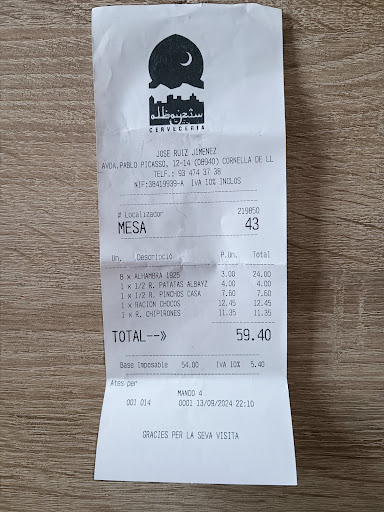 albayzín
CERVECERIA
JOSE RUIZ JIMENEZ
AVDA.PABLO PICASSO, 12-14 (08940) CORNELLA DE LL
TELF.: 93 474 37 38
NIF:38419939-A IVA 10% INCLOS
# Localizador 219850
MESA 43
Un. Descripció P.Un. Total
8 x ALHAMBRA 1925 3.00 24.00
1 x 1/2 R. PATATAS ALBAYZ 4.00 4.00
1 x 1/2 R. PINCHOS CASA 7.60 7.60
1 x RACION CHOCOS 12.45 12.45
1 x R. CHIPIRONES 11.35 11.35
TOTAL--» 59.40
Base Imposable 54.00 IVA 10% 5.40
Ates per
MANDO 4
001 014 0001 13/09/2024 22:10
GRACIES PER LA SEVA VISITA